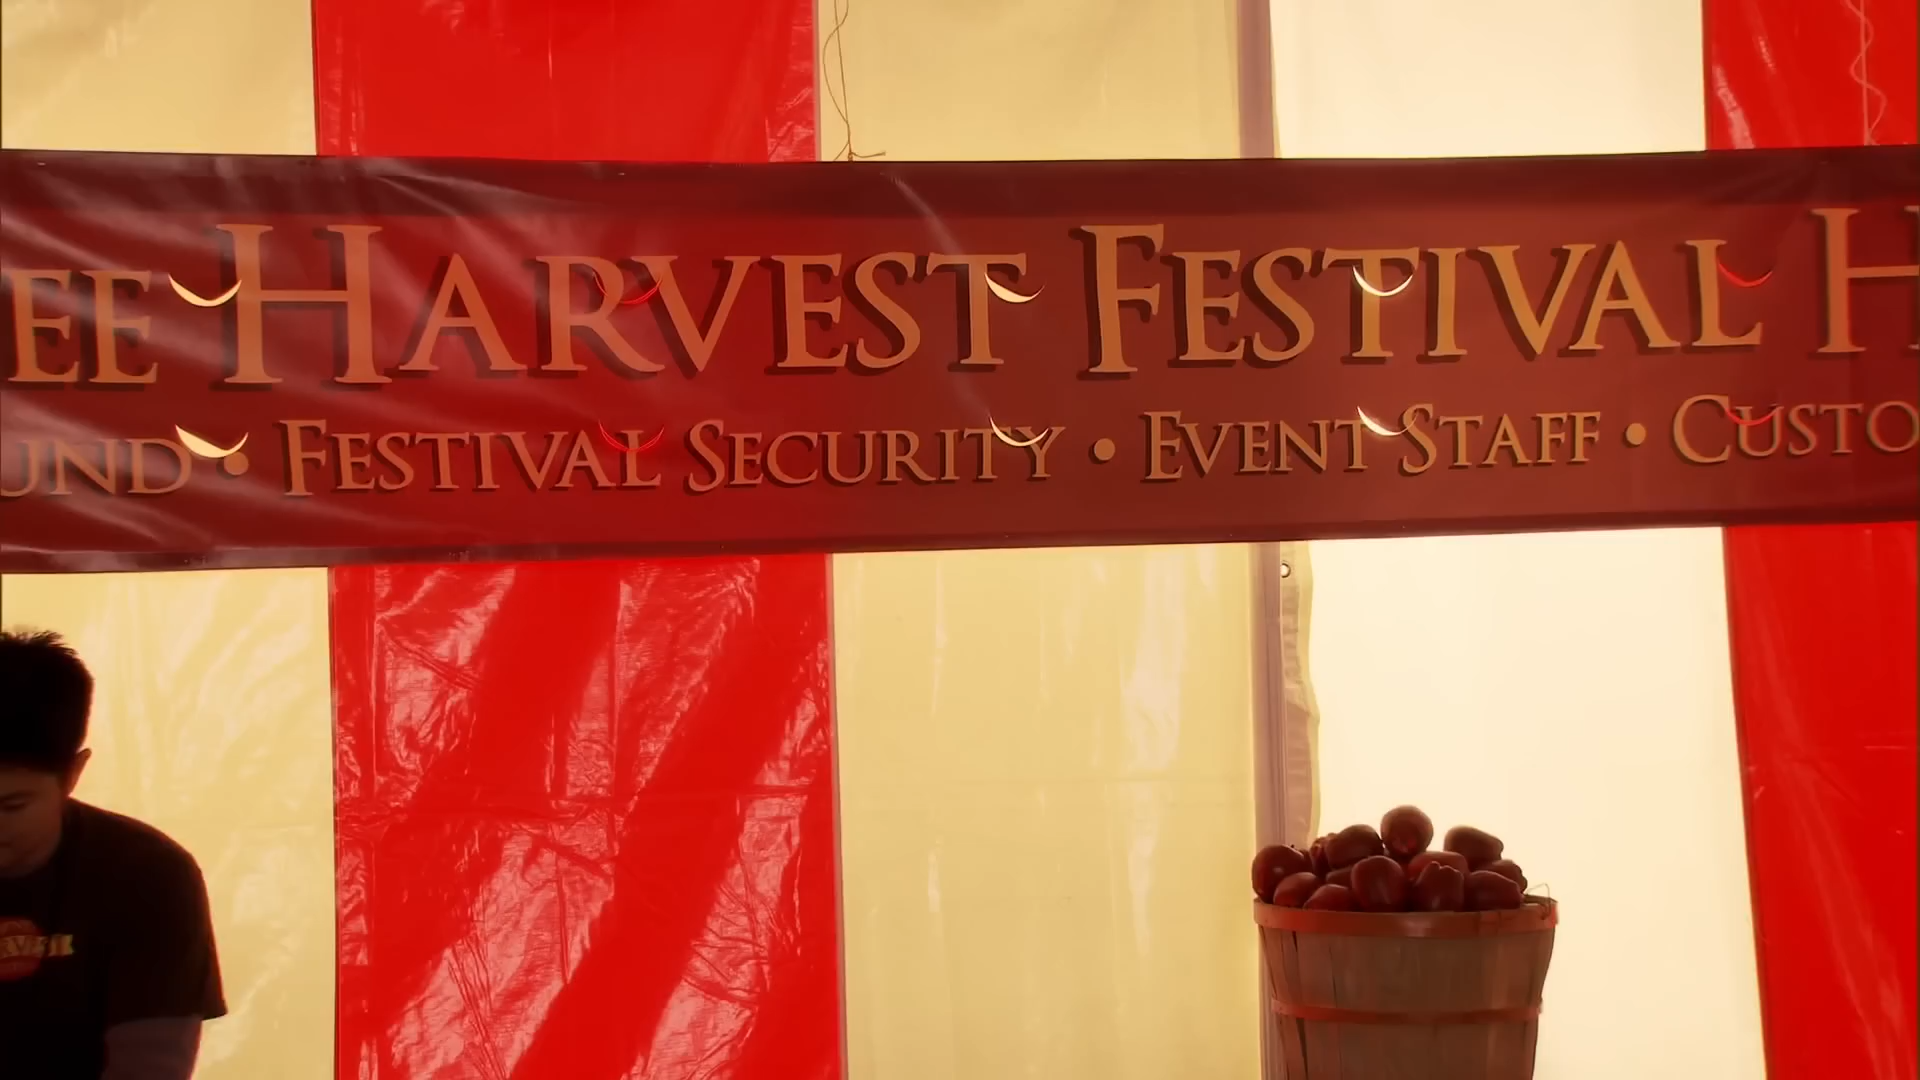 EE HARVEST FESTIVAL H
UND • FESTIVAL SECURITY • EVENT STAFF • CUSTO